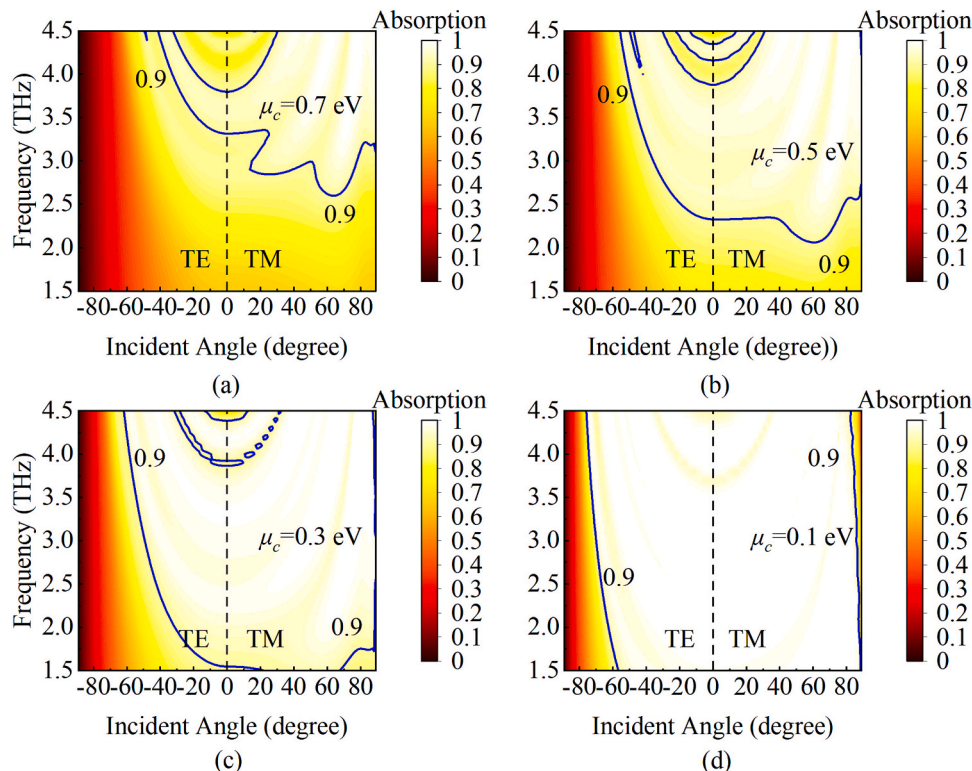 Absorption
4.5
4.0
3.5
3.0
2.5
2.0
1.5
Frequency (THz)
0.9
μc=0.7 eV
0.9
TE
TM
-80-60-40-20 0 20 40 60 80
Incident Angle (degree)
1
0.9
0.8
0.7
0.6
0.5
0.4
0.3
0.2
0.1
0
(a)
Absorption
4.5
4.0
3.5
3.0
2.5
2.0
1.5
Frequency (THz)
0.9
μc=0.5 eV
0.9
TE
TM
-80-60-40-20 0 20 40 60 80
Incident Angle (degree))
1
0.9
0.8
0.7
0.6
0.5
0.4
0.3
0.2
0.1
0
(b)
Absorption
4.5
4.0
3.5
3.0
2.5
2.0
1.5
Frequency (THz)
0.9
μc=0.3 eV
0.9
TE
TM
-80-60-40-20 0 20 40 60 80
Incident Angle (degree)
1
0.9
0.8
0.7
0.6
0.5
0.4
0.3
0.2
0.1
0
(c)
Absorption
4.5
4.0
3.5
3.0
2.5
2.0
1.5
Frequency (THz)
0.9
μc=0.1 eV
0.9
TE
TM
-80-60-40-20 0 20 40 60 80
Incident Angle (degree)
1
0.9
0.8
0.7
0.6
0.5
0.4
0.3
0.2
0.1
0
(d)